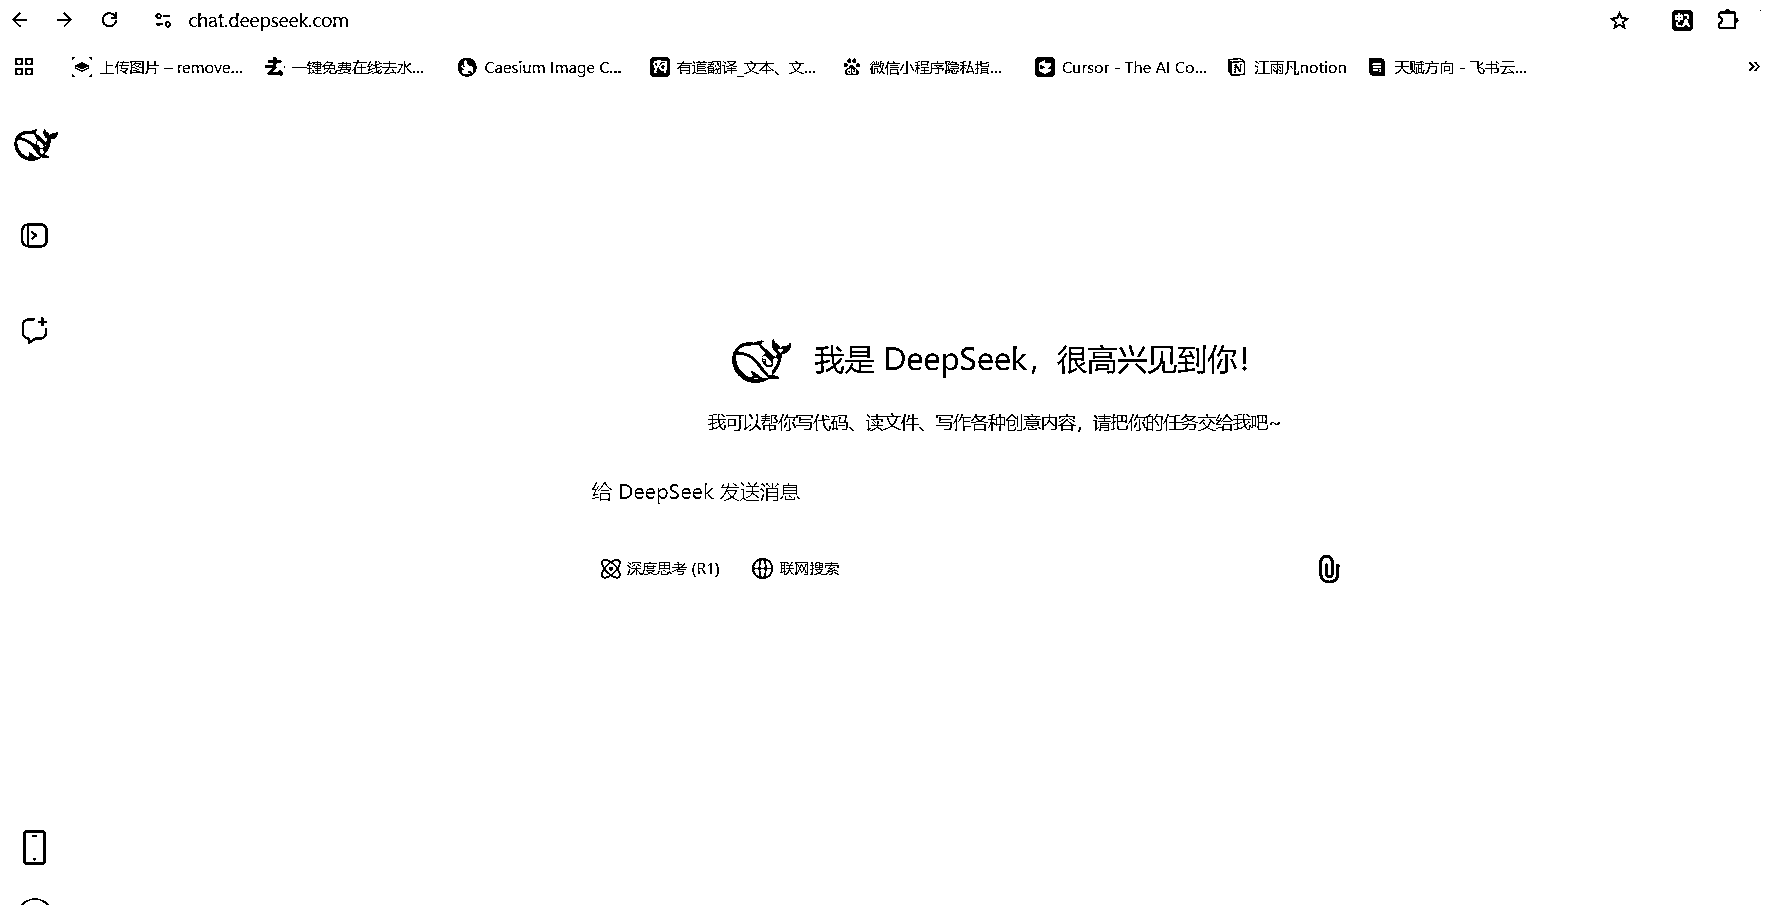 chat.deepseek.com
上传图片 – remove...
一键免费在线去水...
Caesium Image C...
有道翻译_文本、文...
微信小程序隐私指...
Cursor - The AI Co...
江雨凡notion
天赋方向 - 飞书云...
我是 DeepSeek，很高兴见到你！
我可以帮你写代码、读文件、写作各种创意内容，请把你的任务交给我吧~
给 DeepSeek 发送消息
深度思考 (R1)
联网搜索